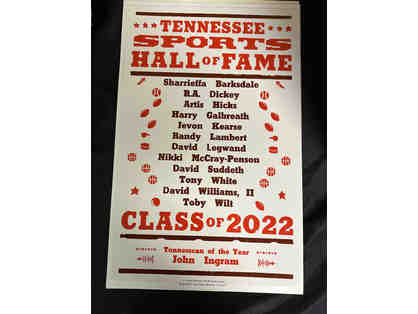 TENNESSEE
SPORTS
HALL OF FAME
Sharrieffa Barksdale
R.A. Dickey
Artis Hicks
Harry Galbreath
Jevon Kearse
Randy Lambert
David Legwand
Nikki McCray-Penson
David Suddeth
Tony White
David Williams, II
Toby Wilt
CLASS OF 2022
Tennessean of the Year
John Ingram